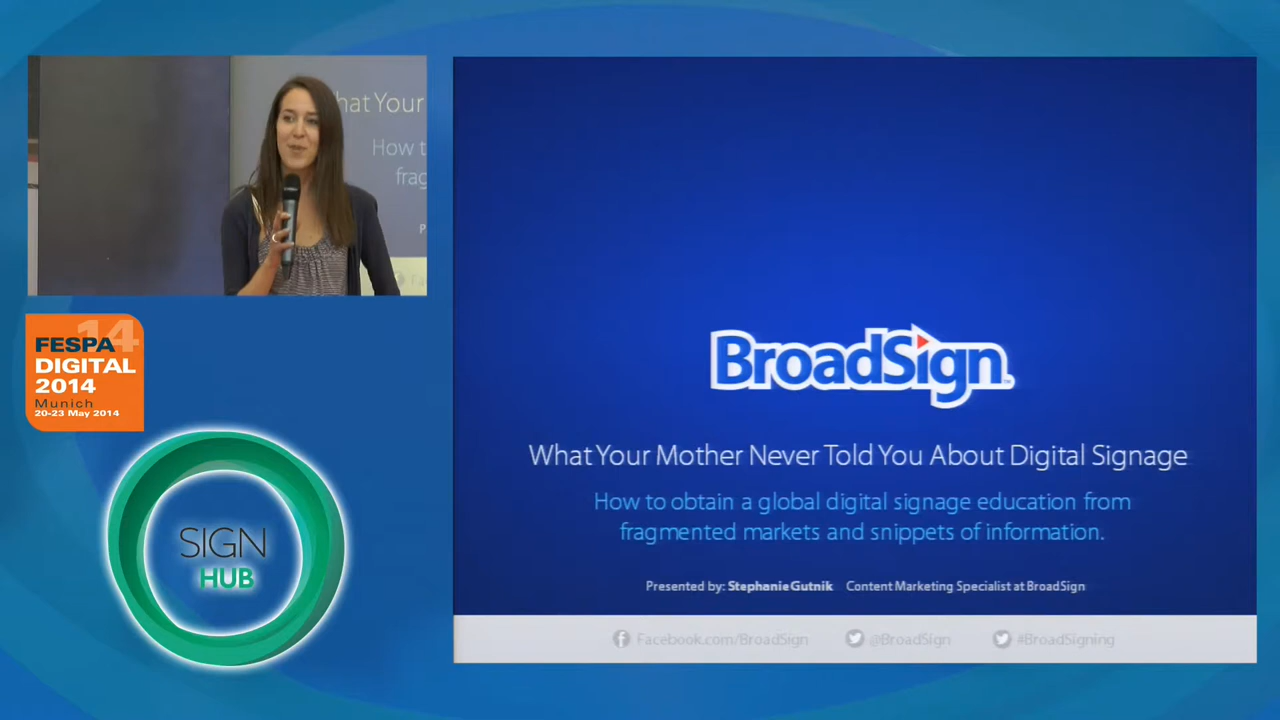 hat Your
How t
frag
P
14
FESPA
DIGITAL
2014
Munich
20-23 May 2014
SIGN
HUB
BroadSign
What Your Mother Never Told You About Digital Signage
How to obtain a global digital signage education from
fragmented markets and snippets of information.
Presented by: Stephanie Gutnik Content Marketing Specialist at BroadSign
Facebook.com/BroadSign @BroadSign #BroadSigning